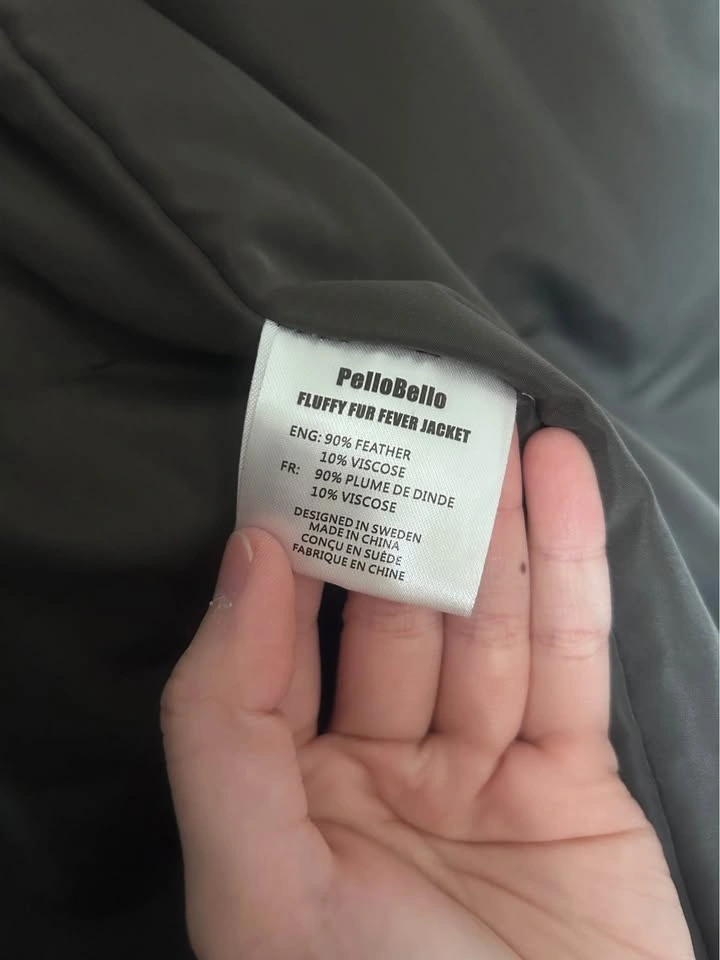 PelloBello
FLUFFY FUR FEVER JACKET
ENG: 90% FEATHER
10% VISCOSE
FR: 90% PLUME DE DINDE
10% VISCOSE
DESIGNED IN SWEDEN
MADE IN CHINA
CONÇU EN SUÈDE
FABRIQUE EN CHINE